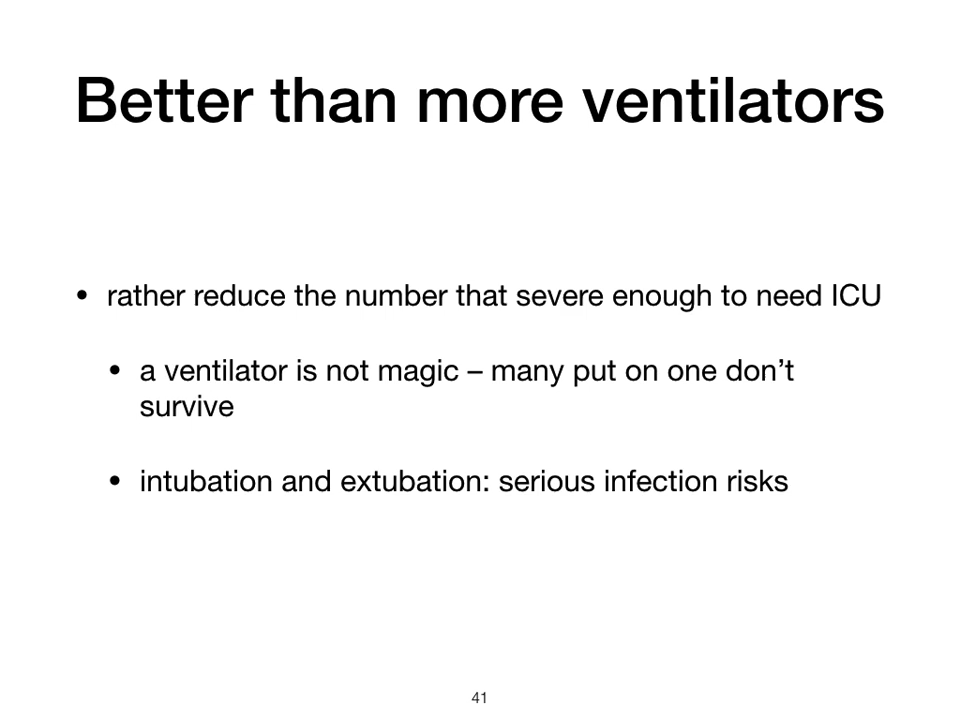 Better than more ventilators
• rather reduce the number that severe enough to need ICU
• a ventilator is not magic – many put on one don’t
survive
• intubation and extubation: serious infection risks
41